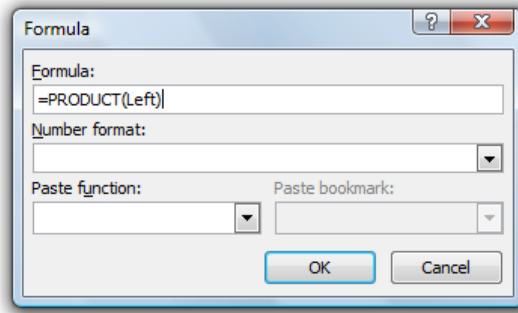 Formula
Formula:
=PRODUCT(Left)
Number format:
Paste function: Paste bookmark:
OK Cancel